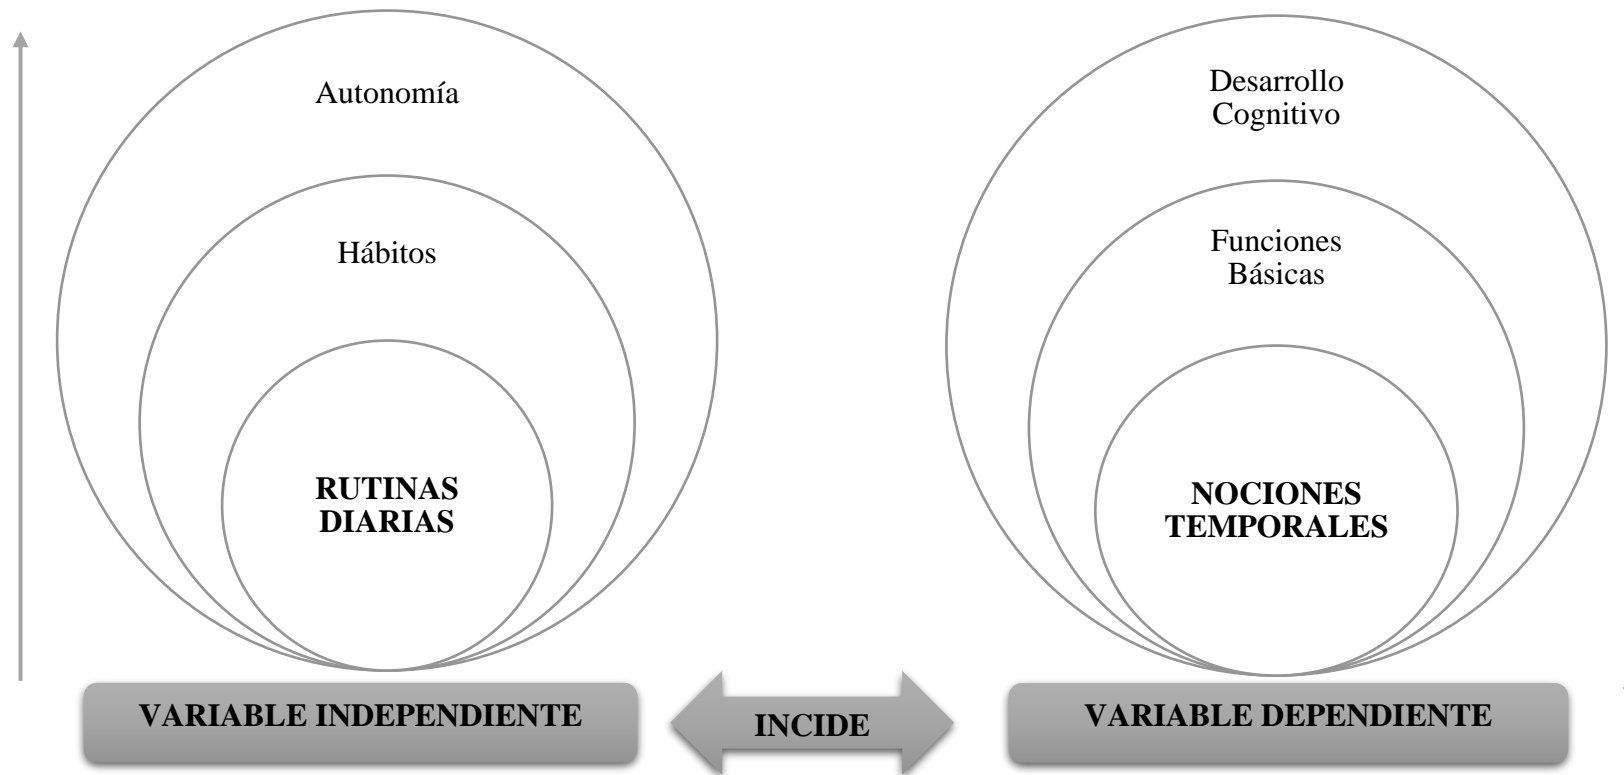 Autonomía
Hábitos
RUTINAS
DIARIAS
Desarrollo
Cognitivo
Funciones
Básicas
NOCIONES
TEMPORALES
VARIABLE INDEPENDIENTE
INCIDE
VARIABLE DEPENDIENTE